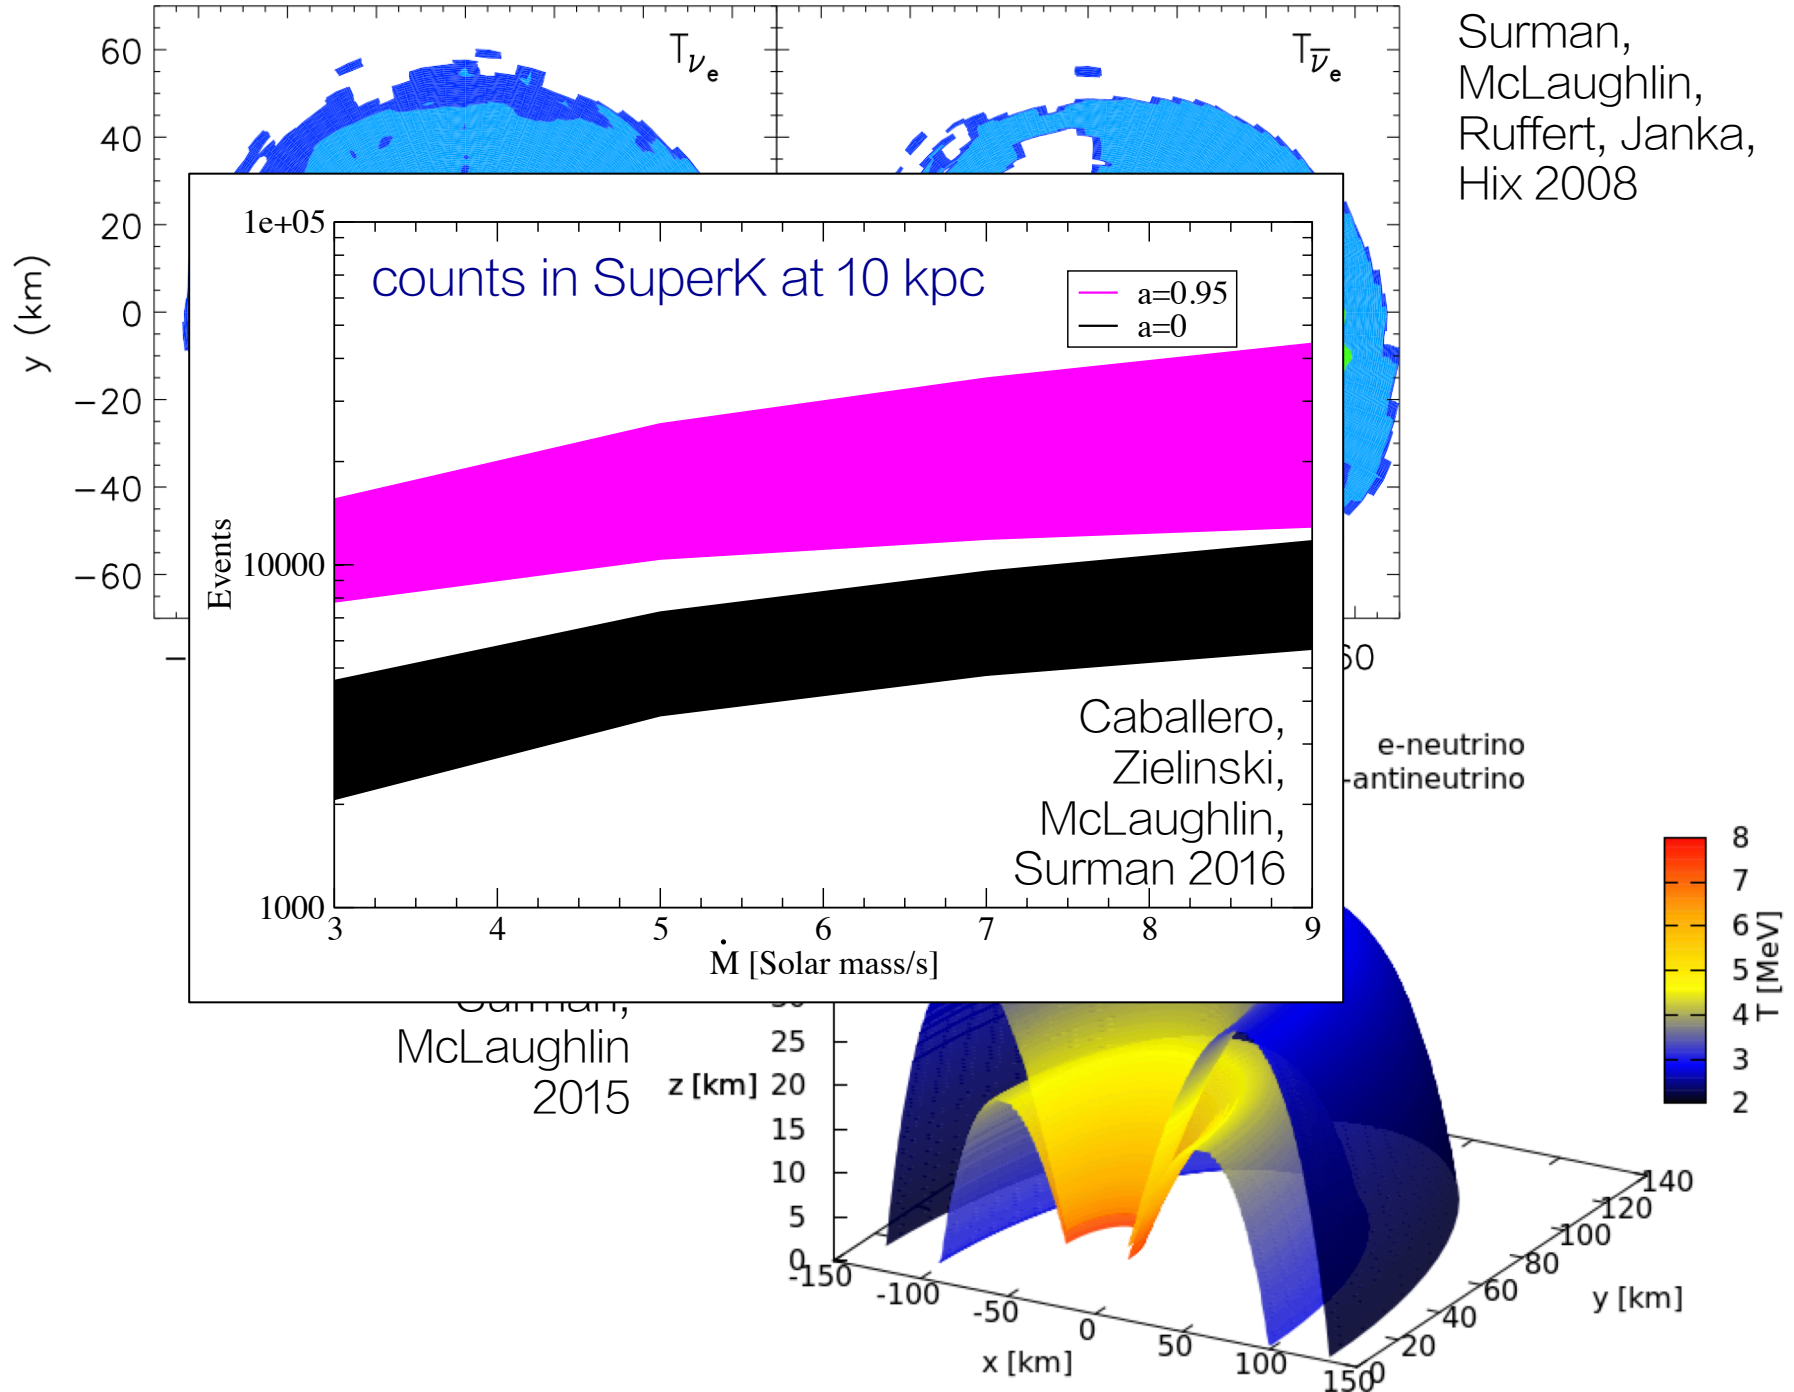 60
40
20
0
−20
−40
−60
y (km)
Tνe
Tν̅e
Surman,
McLaughlin,
Ruffert, Janka,
Hix 2008
1e+05
10000
1000
Events
counts in SuperK at 10 kpc
a=0.95
a=0
Caballero,
Zielinski,
McLaughlin,
Surman 2016
3 4 5 6 7 8 9
Ṁ [Solar mass/s]
e-neutrino
-antineutrino
8
7
6
5
4
3
2
T [MeV]
Surman,
McLaughlin
2015
z [km]
25
20
15
10
5
0
-150 -100 -50 0 50 100 150
x [km]
0 20 40 60 80 100 120 140
y [km]